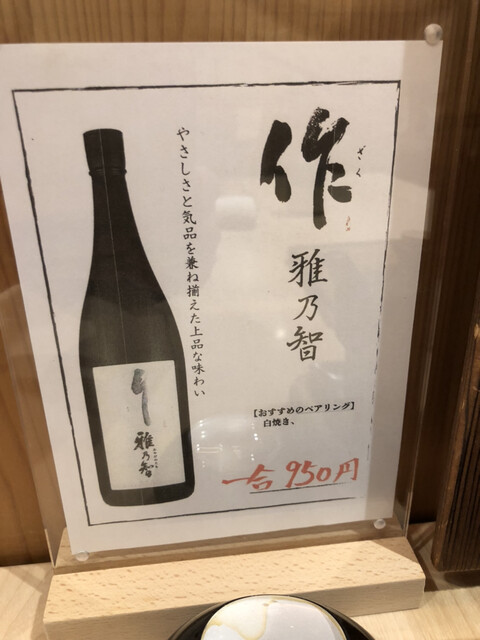 作
ざく
雅乃智
やさしさと気品を兼ね揃えた上品な味わい
雅乃智
【おすすめのペアリング】
白焼き、
一合 950円